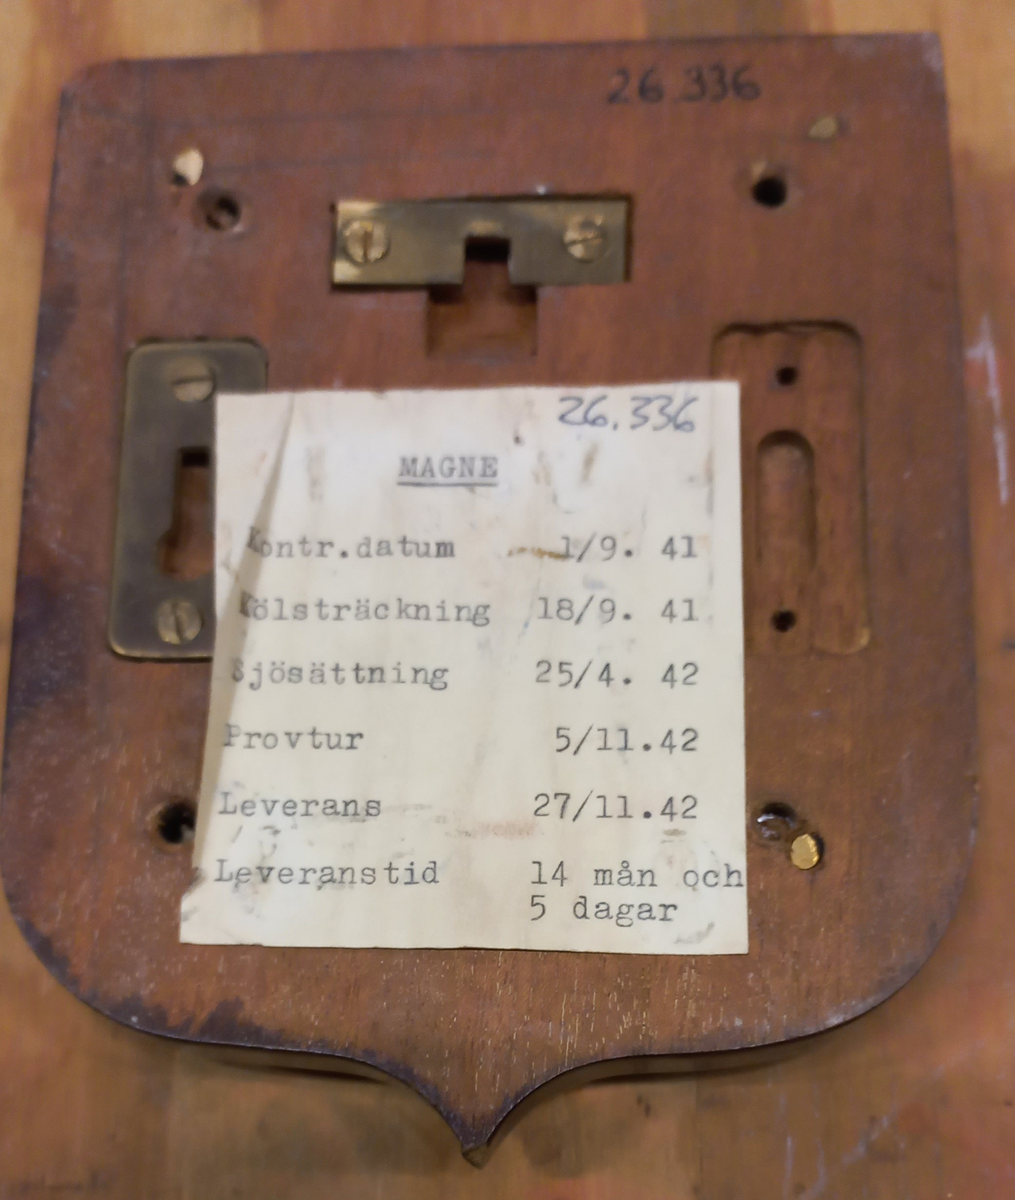 26.336
26.336
MAGNE
Kontr.datum 1/9. 41
Kölsträckning 18/9. 41
Sjösättning 25/4. 42
Provtur 5/11.42
Leverans 27/11.42
Leveranstid 14 mån och
5 dagar